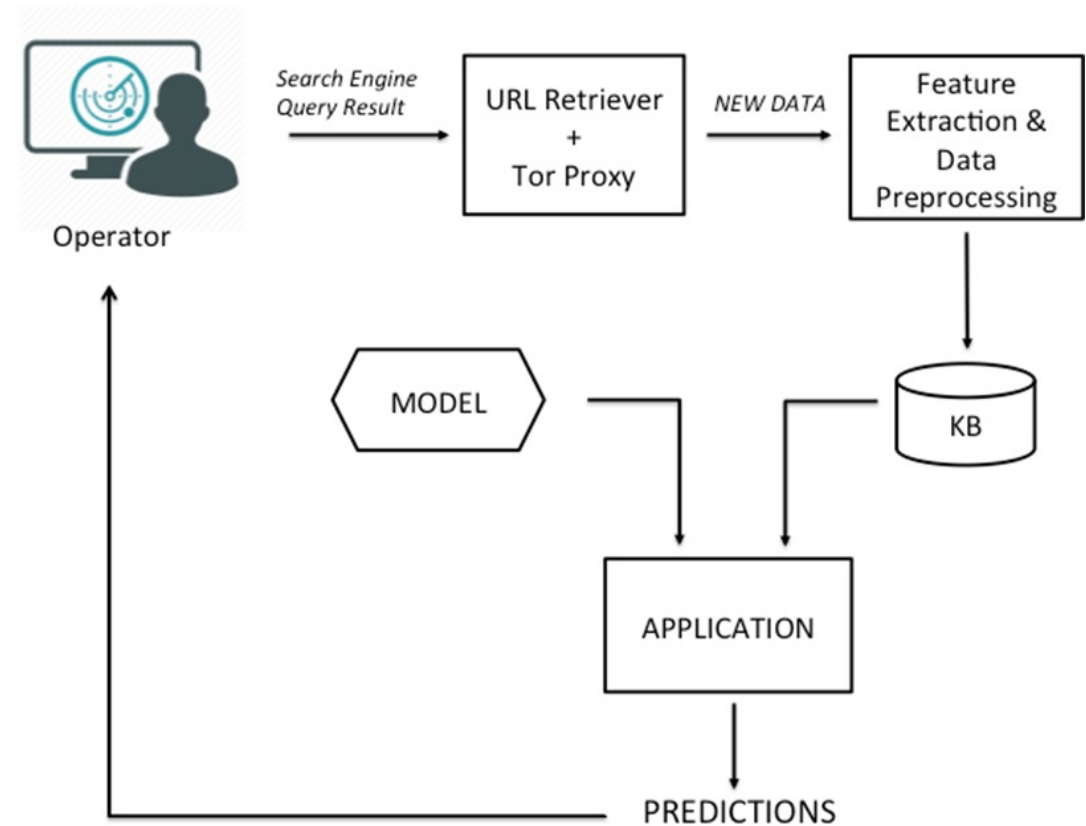 Search Engine
Query Result
URL Retriever
+
Tor Proxy
NEW DATA
Feature
Extraction &
Data
Preprocessing
Operator
MODEL
KB
APPLICATION
PREDICTIONS